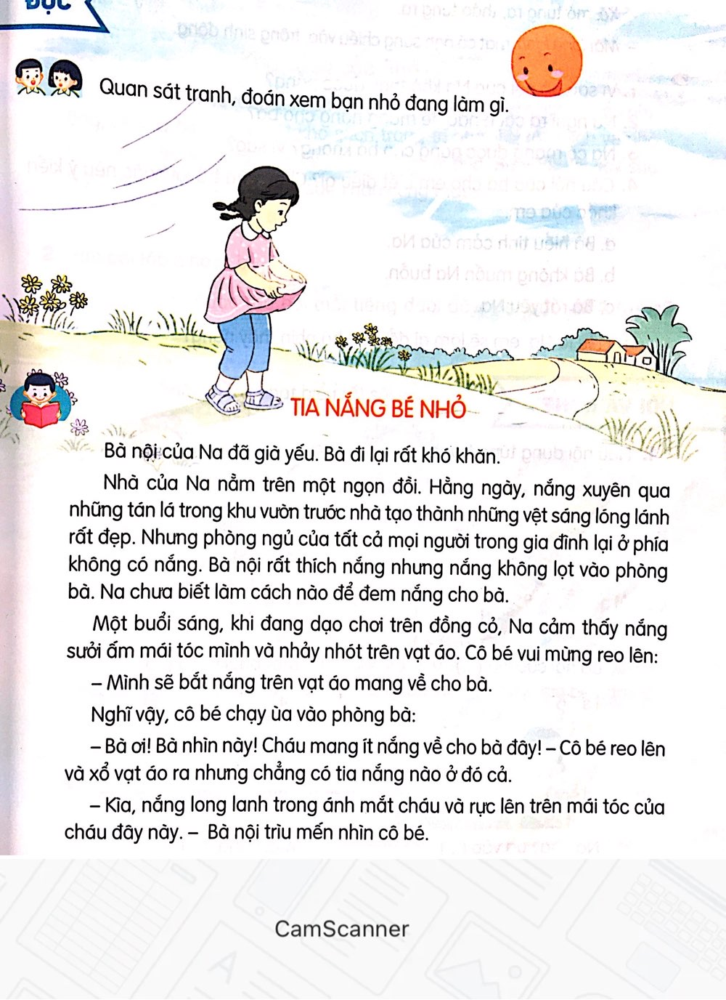 ĐỌC
Quan sát tranh, đoán xem bạn nhỏ đang làm gì.
TIA NẮNG BÉ NHỎ
Bà nội của Na đã già yếu. Bà đi lại rất khó khăn.
Nhà của Na nằm trên một ngọn đồi. Hằng ngày, nắng xuyên qua
những tán lá trong khu vườn trước nhà tạo thành những vệt sáng lóng lánh
rất đẹp. Nhưng phòng ngủ của tất cả mọi người trong gia đình lại ở phía
không có nắng. Bà nội rất thích nắng nhưng nắng không lọt vào phòng
bà. Na chưa biết làm cách nào để đem nắng cho bà.
Một buổi sáng, khi đang dạo chơi trên đồng cỏ, Na cảm thấy nắng
sưởi ấm mái tóc mình và nhảy nhót trên vạt áo. Cô bé vui mừng reo lên:
– Mình sẽ bắt nắng trên vạt áo mang về cho bà.
Nghĩ vậy, cô bé chạy ùa vào phòng bà:
– Bà ơi! Bà nhìn này! Cháu mang ít nắng về cho bà đây! – Cô bé reo lên
và xổ vạt áo ra nhưng chẳng có tia nắng nào ở đó cả.
– Kìa, nắng long lanh trong ánh mắt cháu và rực lên trên mái tóc của
cháu đây này. – Bà nội trìu mến nhìn cô bé.
CamScanner